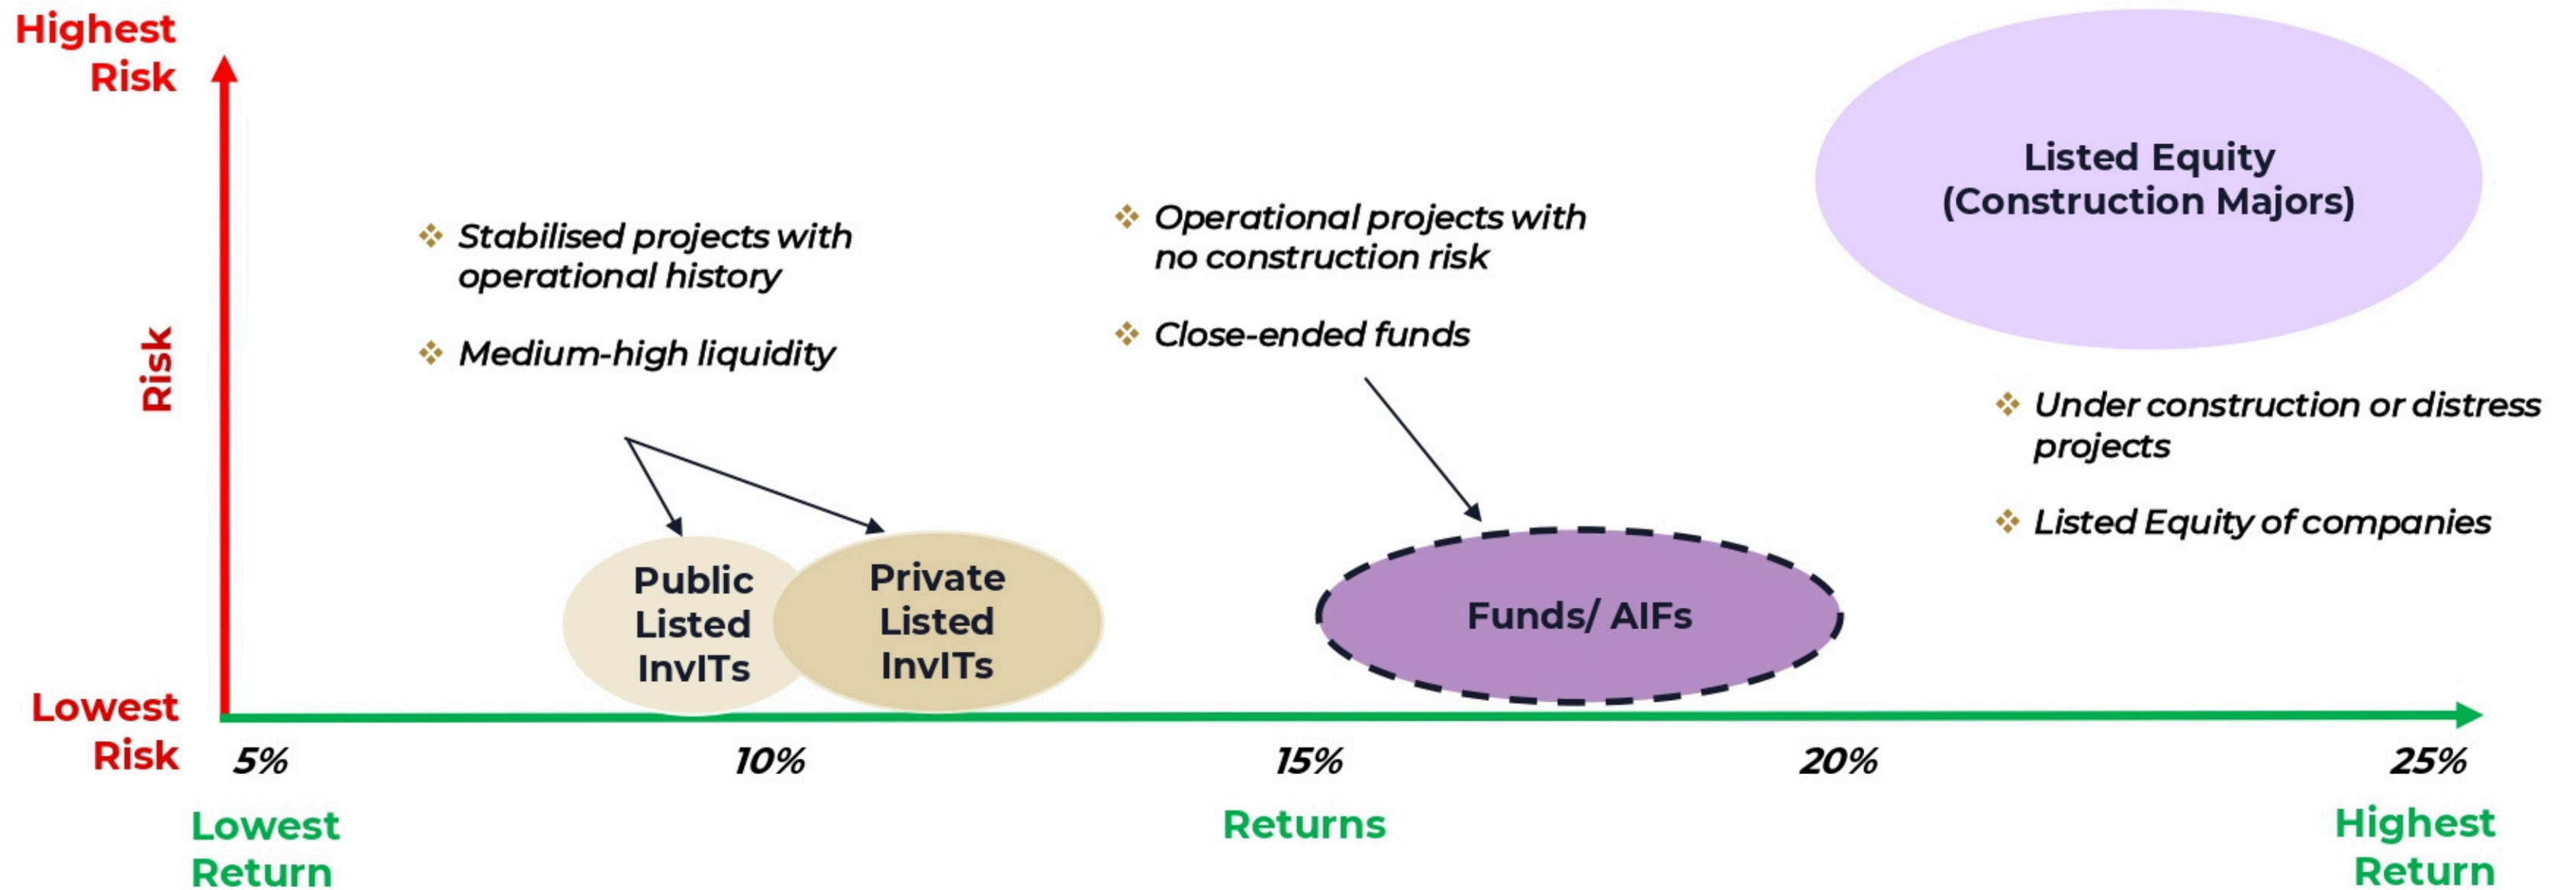 Highest
Risk
Listed Equity
(Construction Majors)
Stabilised projects with
operational history
Medium-high liquidity
Operational projects with
no construction risk
Close-ended funds
Risk
Under construction or distress
projects
Listed Equity of companies
Public
Listed
InvITs
Private
Listed
InvITs
Funds/ AIFs
Lowest
Risk
5%
10%
15%
20%
25%
Lowest
Return
Returns
Highest
Return